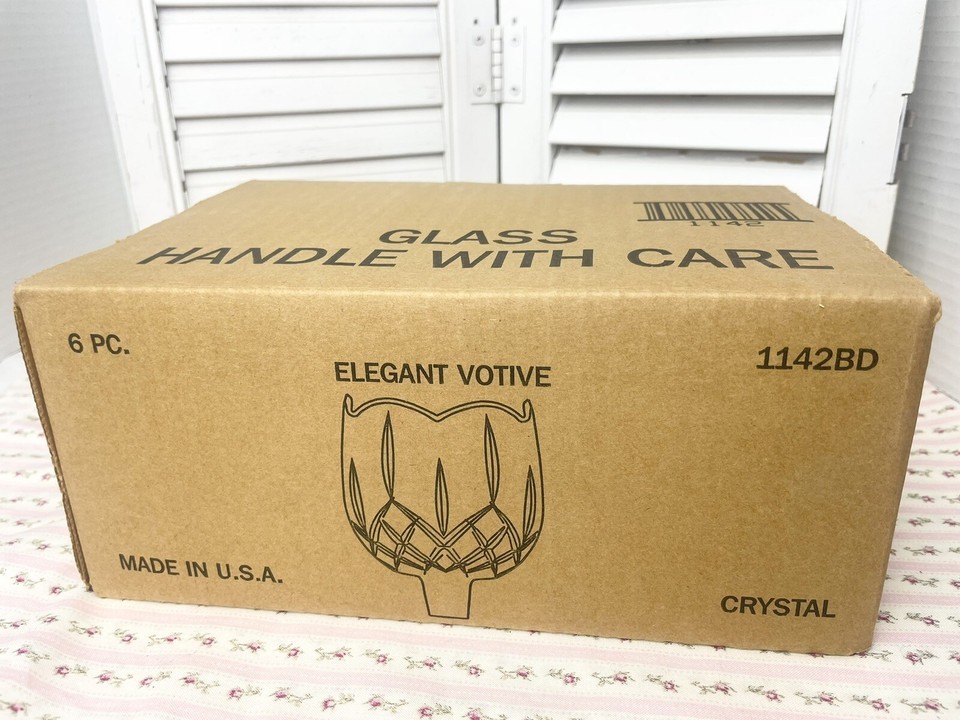 1142
GLASS
HANDLE WITH CARE
6 PC.
1142BD
ELEGANT VOTIVE
MADE IN U.S.A.
CRYSTAL